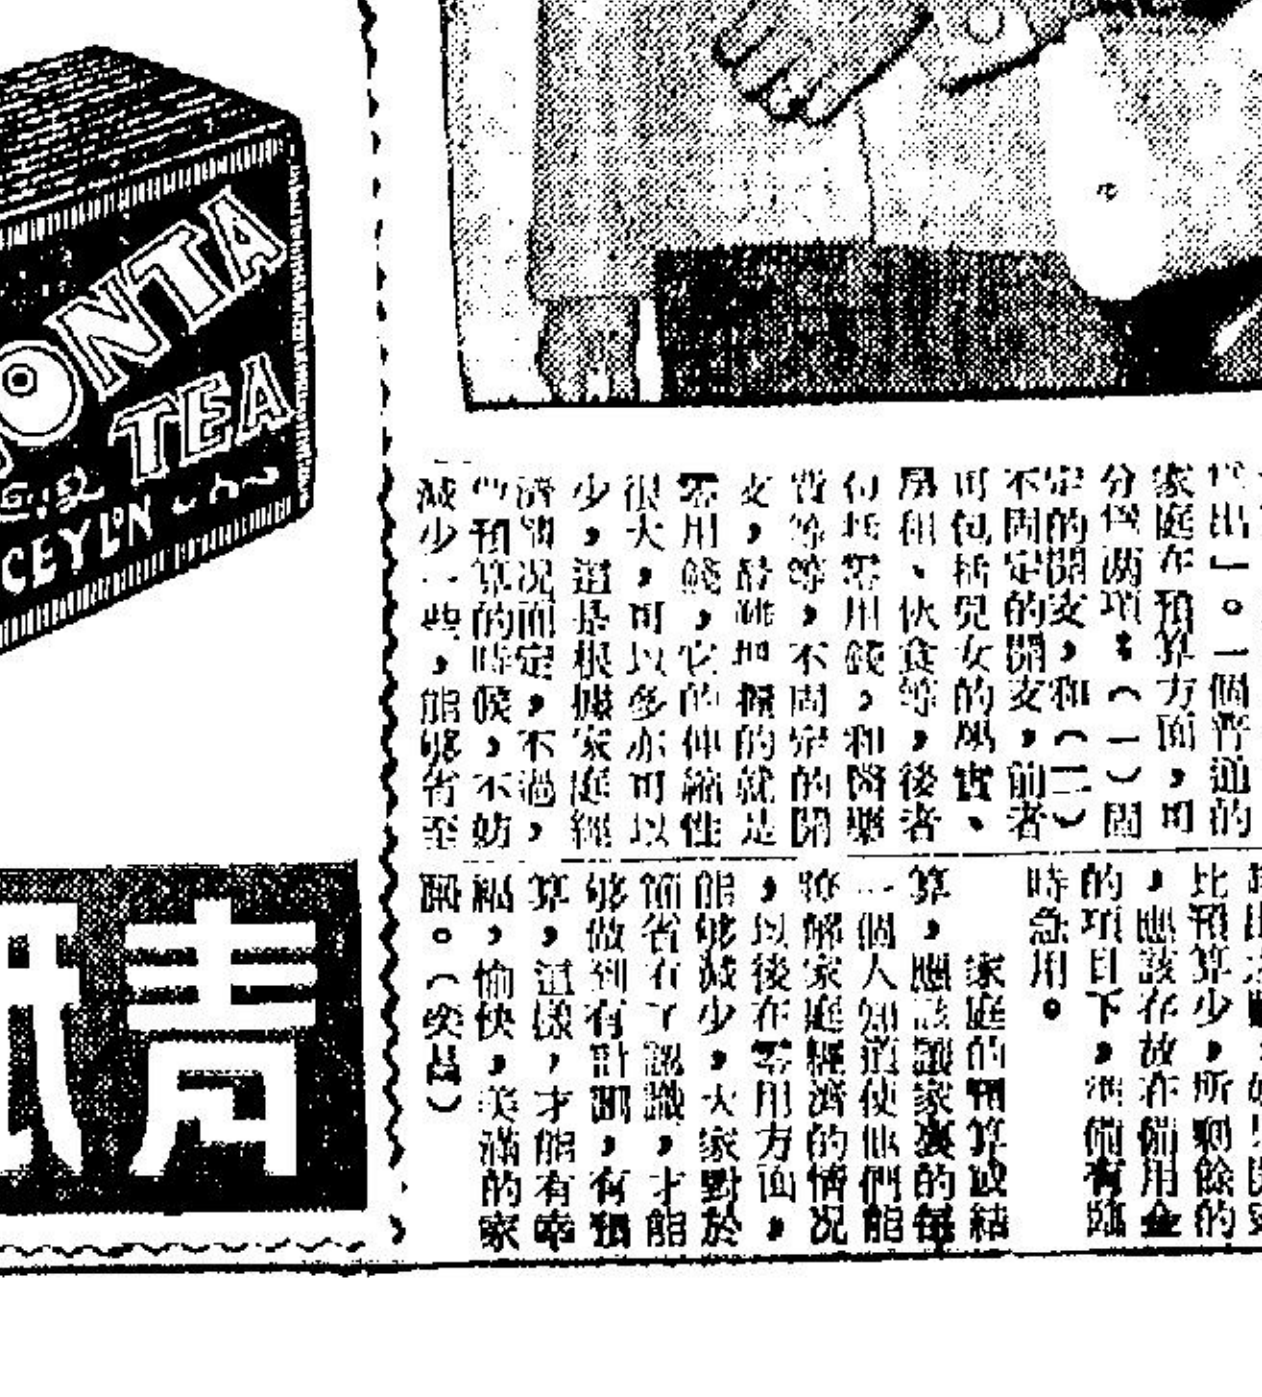 ONTA
TEA
CEYLON
出」。一個普通的
家庭在預算方面，可
分為兩項：（一）固
定的開支，和（二）
不固定的開支，前者
可包括兒女的學費、
房租、伙食等，後者
包括零用錢，和醫藥
費等等，不固定的開
支，最難把握的就是
零用錢，它的伸縮性
很大，可以多亦可以
少，這是根據家庭經
濟情況而定，不過，
預算的時候，不妨
減少一些，能够省至
比預算少，所剩餘的
，應該存放在備用金
的項目下，準備有臨
時急用。
家庭的預算或結
算，應該讓家裏的每
一個人知道使他們能
瞭解家庭經濟的情况
，以後在零用方面，
能够減少，大家對於
節省有了認識，才能
够做到有計劃，有預
算，這樣，才能有幸
福，愉快，美滿的家
庭。（奕昌）